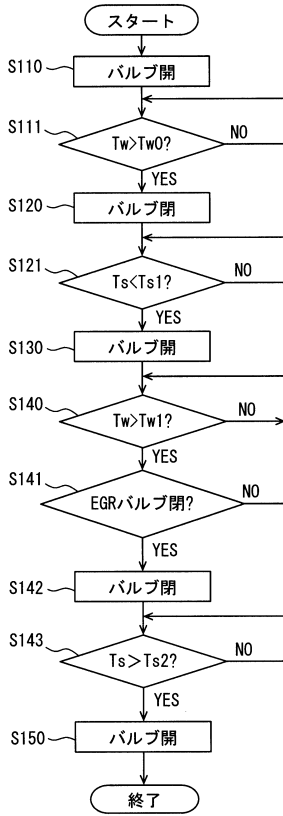 スタート
S110
バルブ開
S111
Tw>Tw0?
NO
YES
S120
バルブ閉
S121
Ts<Ts1?
NO
YES
S130
バルブ開
S140
Tw>Tw1?
NO
YES
S141
EGRバルブ閉?
NO
YES
S142
バルブ閉
S143
Ts>Ts2?
NO
YES
S150
バルブ開
終了